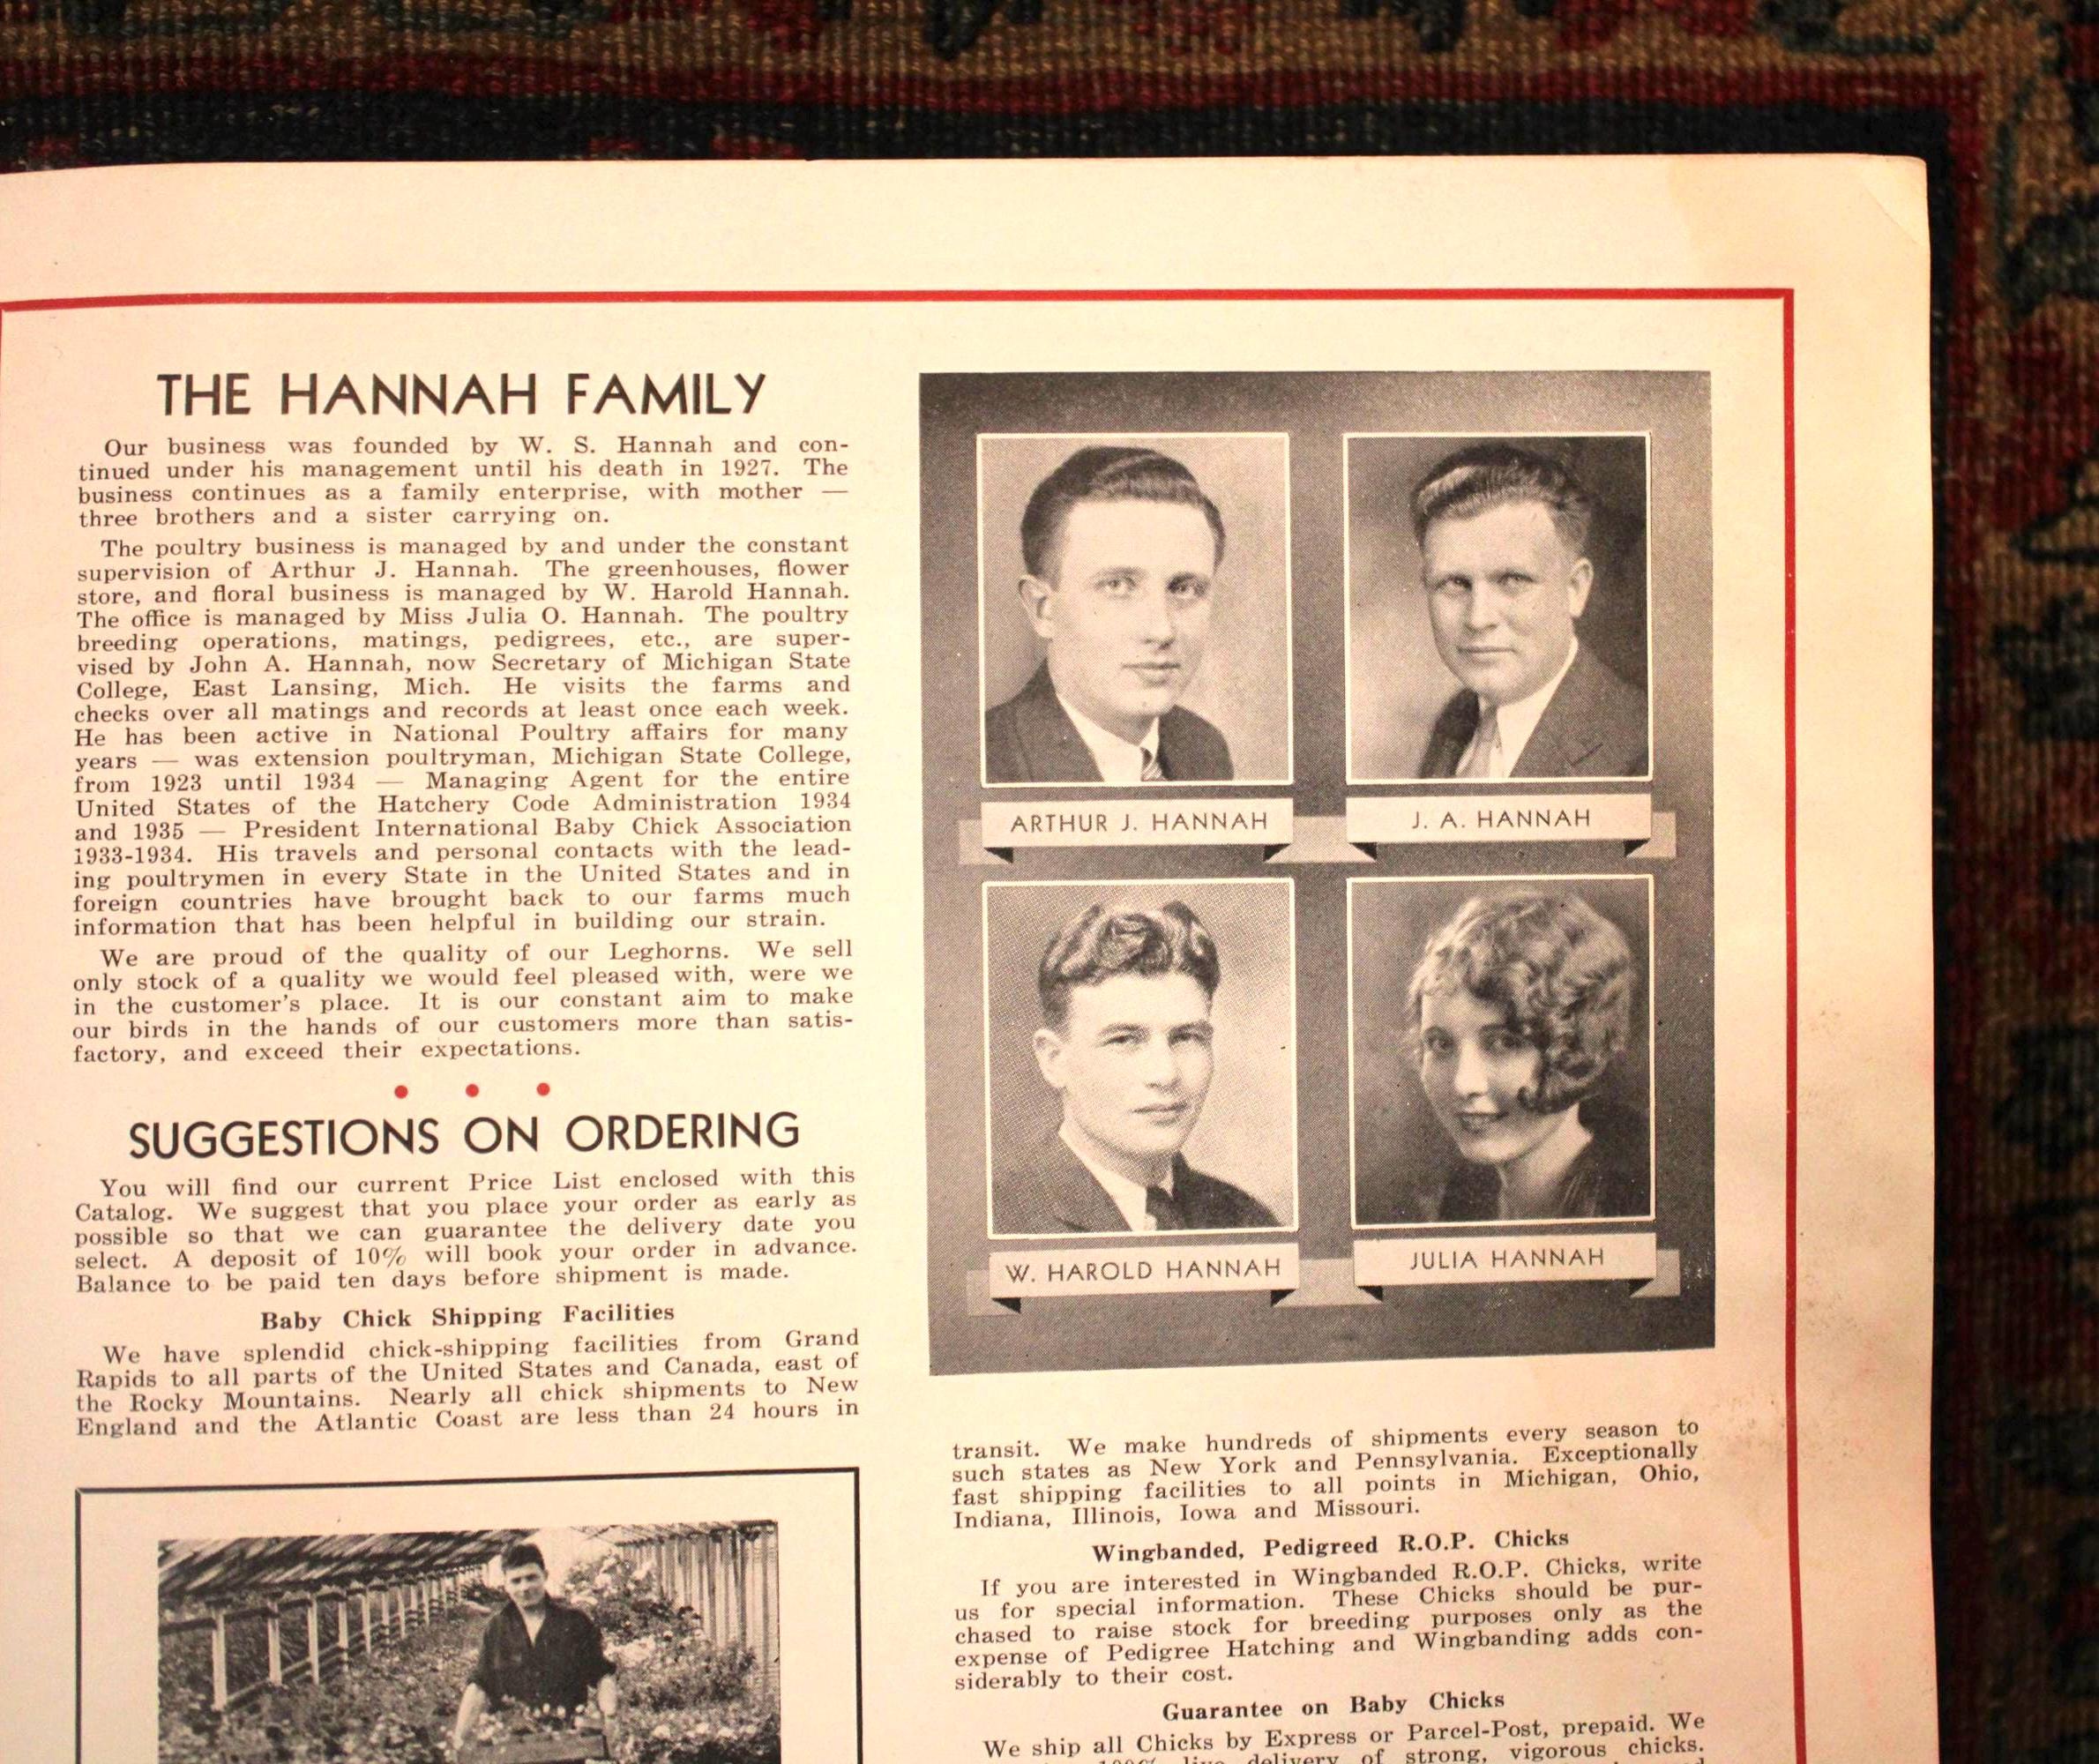 THE HANNAH FAMILY
Our business was founded by W. S. Hannah and con-
tinued under his management until his death in 1927. The
business continues as a family enterprise, with mother —
three brothers and a sister carrying on.
The poultry business is managed by and under the constant
supervision of Arthur J. Hannah. The greenhouses, flower
store, and floral business is managed by W. Harold Hannah.
The office is managed by Miss Julia O. Hannah. The poultry
breeding operations, matings, pedigrees, etc., are super-
vised by John A. Hannah, now Secretary of Michigan State
College, East Lansing, Mich. He visits the farms and
checks over all matings and records at least once each week.
He has been active in National Poultry affairs for many
years — was extension poultryman, Michigan State College,
from 1923 until 1934 — Managing Agent for the entire
United States of the Hatchery Code Administration 1934
and 1935 — President International Baby Chick Association
1933-1934. His travels and personal contacts with the lead-
ing poultrymen in every State in the United States and in
foreign countries have brought back to our farms much
information that has been helpful in building our strain.
We are proud of the quality of our Leghorns. We sell
only stock of a quality we would feel pleased with, were we
in the customer's place. It is our constant aim to make
our birds in the hands of our customers more than satis-
factory, and exceed their expectations.
SUGGESTIONS ON ORDERING
You will find our current Price List enclosed with this
Catalog. We suggest that you place your order as early as
possible so that we can guarantee the delivery date you
select. A deposit of 10% will book your order in advance.
Balance to be paid ten days before shipment is made.
Baby Chick Shipping Facilities
We have splendid chick-shipping facilities from Grand
Rapids to all parts of the United States and Canada, east of
the Rocky Mountains. Nearly all chick shipments to New
England and the Atlantic Coast are less than 24 hours in
ARTHUR J. HANNAH
J. A. HANNAH
W. HAROLD HANNAH
JULIA HANNAH
transit. We make hundreds of shipments every season to
such states as New York and Pennsylvania. Exceptionally
fast shipping facilities to all points in Michigan, Ohio,
Indiana, Illinois, Iowa and Missouri.
Wingbanded, Pedigreed R.O.P. Chicks
If you are interested in Wingbanded R.O.P. Chicks, write
us for special information. These Chicks should be pur-
chased to raise stock for breeding purposes only as the
expense of Pedigree Hatching and Wingbanding adds con-
siderably to their cost.
Guarantee on Baby Chicks
We ship all Chicks by Express or Parcel-Post, prepaid. We
100% live delivery of strong, vigorous chicks.